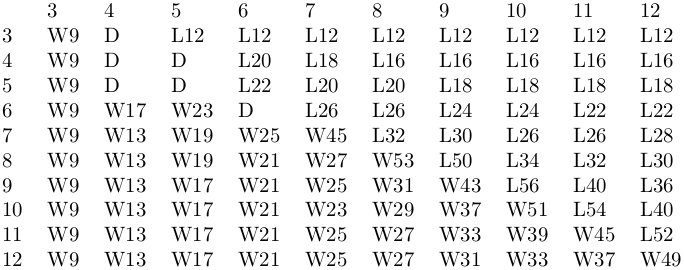 3 4 5 6 7 8 9 10 11 12
3 W9 D L12 L12 L12 L12 L12 L12 L12 L12
4 W9 D D L20 L18 L16 L16 L16 L16 L16
5 W9 D D L22 L20 L20 L18 L18 L18 L18
6 W9 W17 W23 D L26 L26 L24 L24 L22 L22
7 W9 W13 W19 W25 W45 L32 L30 L26 L26 L28
8 W9 W13 W19 W21 W27 W53 L50 L34 L32 L30
9 W9 W13 W17 W21 W25 W31 W43 L56 L40 L36
10 W9 W13 W17 W21 W23 W29 W37 W51 L54 L40
11 W9 W13 W17 W21 W25 W27 W33 W39 W45 L52
12 W9 W13 W17 W21 W25 W27 W31 W33 W37 W49